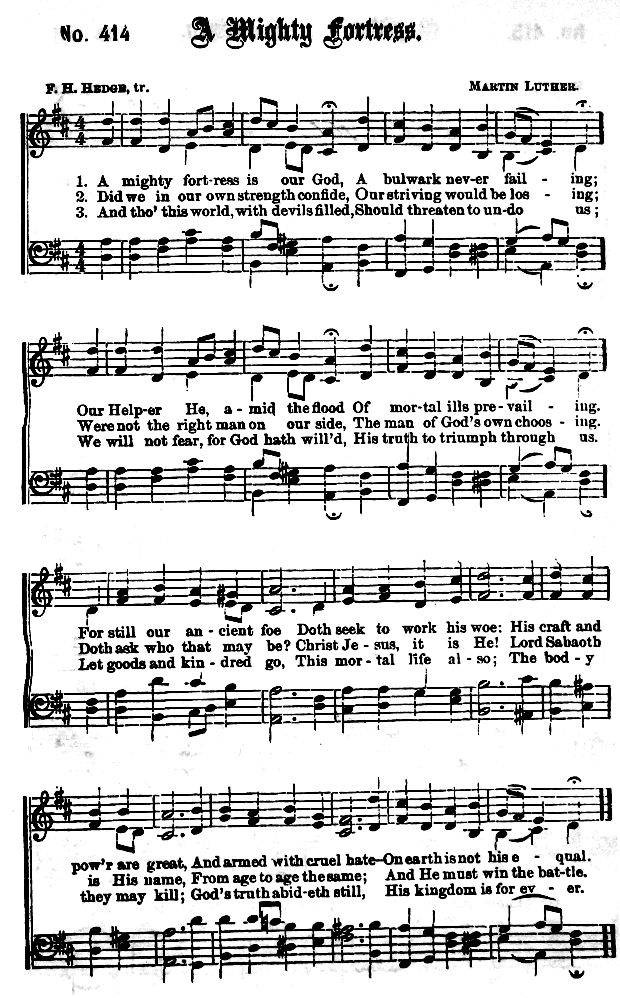 No. 414
A Mighty Fortress.
F. H. HEDGE, tr.
MARTIN LUTHER.
1. A mighty fort-ress is our God, A bulwark nev-er fail - ing;
2. Did we in our own strength confide, Our striving would be los - ing;
3. And tho' this world, with devils filled, Should threaten to un-do us;
Our Help-er He, a-mid the flood Of mor-tal ills pre-vail - ing.
Were not the right man on our side, The man of God's own choos - ing.
We will not fear, for God hath will'd, His truth to triumph through us.
For still our an-cient foe Doth seek to work his woe: His craft and
Doth ask who that may be? Christ Je-sus, it is He! Lord Sabaoth
Let goods and kin-dred go, This mor-tal life al-so; The bod-y
pow'r are great, And armed with cruel hate—On earth is not his e - qual.
is His name, From age to age the same; And He must win the bat-tle.
they may kill; God's truth abid-eth still, His kingdom is for ev - er.